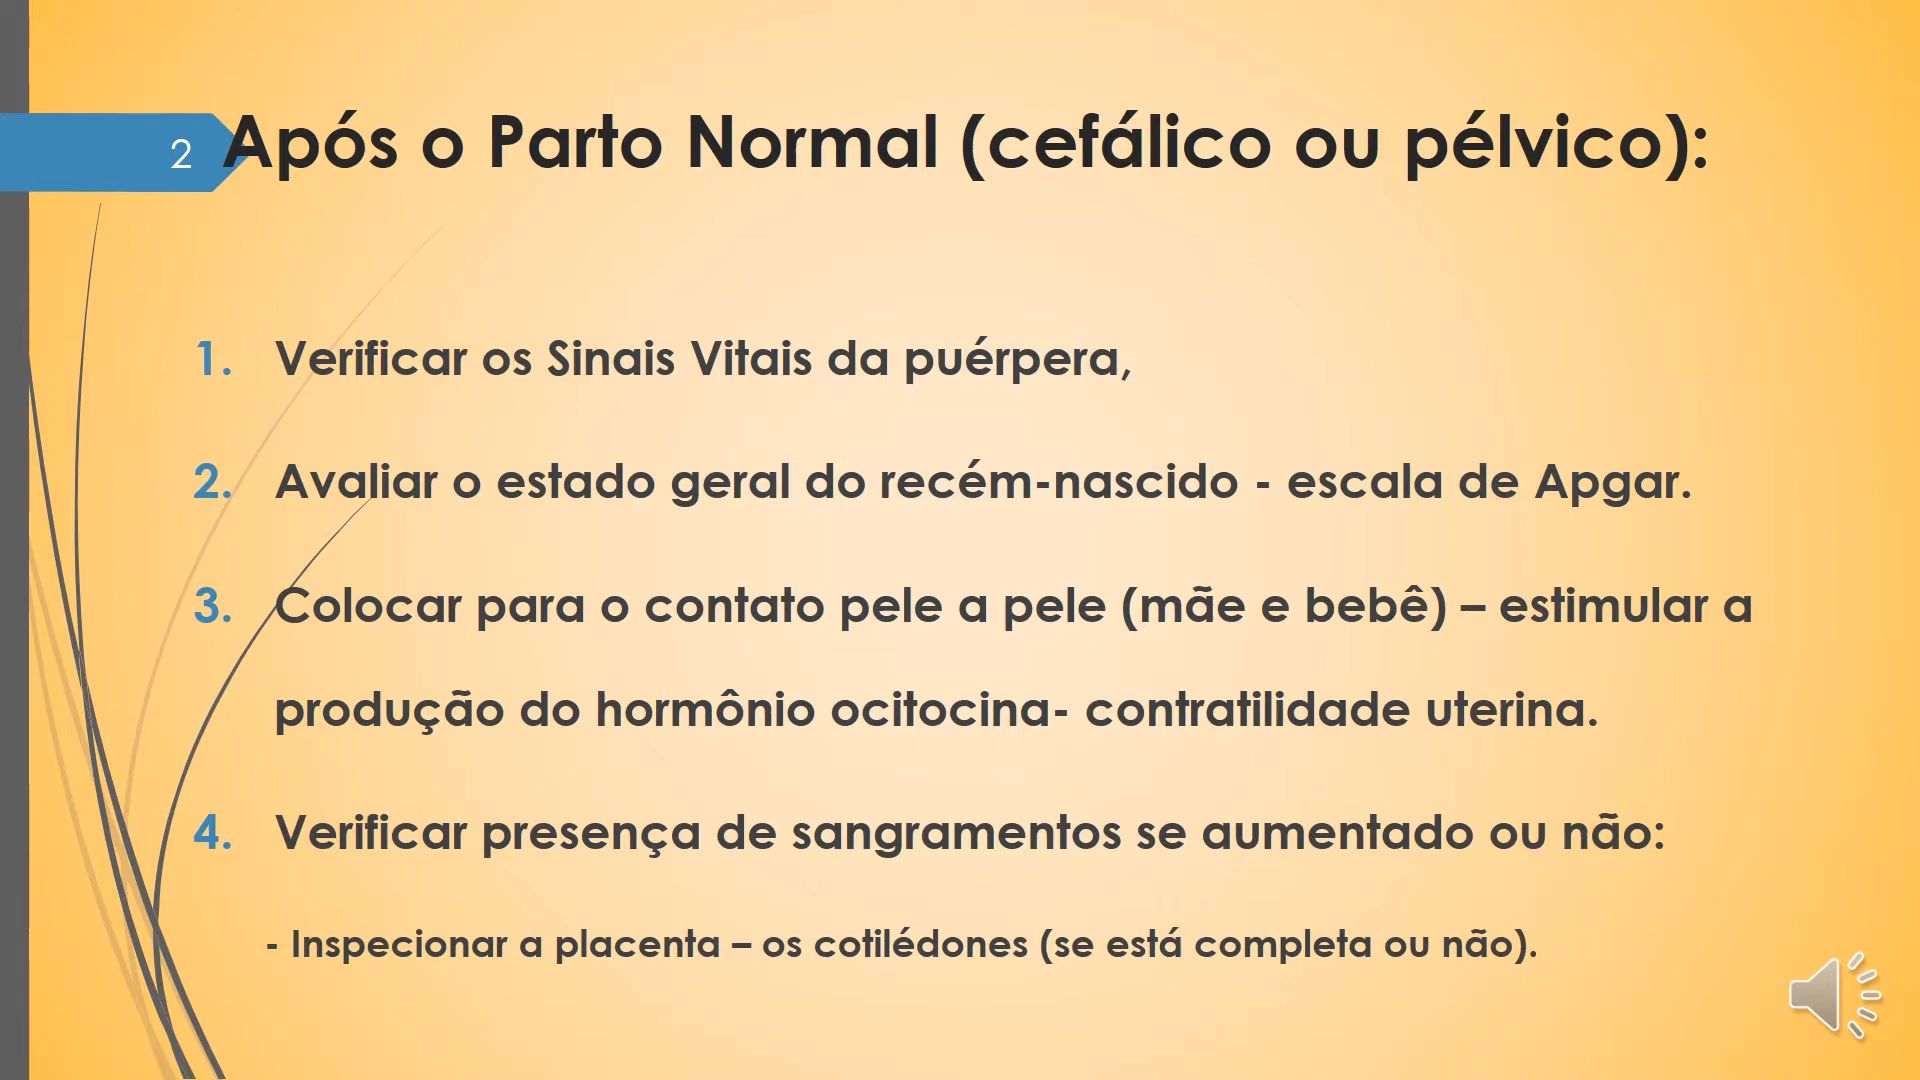 2
Após o Parto Normal (cefálico ou pélvico):
1. Verificar os Sinais Vitais da puérpera,
2. Avaliar o estado geral do recém-nascido - escala de Apgar.
3. Colocar para o contato pele a pele (mãe e bebê) – estimular a
produção do hormônio ocitocina- contratilidade uterina.
4. Verificar presença de sangramentos se aumentado ou não:
- Inspecionar a placenta – os cotilédones (se está completa ou não).